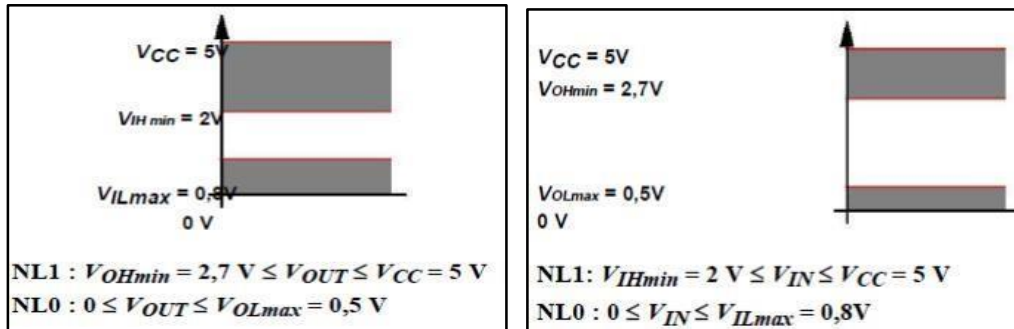 VCC = 5V
VIH min = 2V
VILmax = 0,8V
0 V
NL1 : VOHmin = 2,7 V ≤ VOUT ≤ VCC = 5 V
NL0 : 0 ≤ VOUT ≤ VOLmax = 0,5 V
VCC = 5V
VOHmin = 2,7V
VOLmax = 0,5V
0 V
NL1: VIHmin = 2 V ≤ VIN ≤ VCC = 5 V
NL0 : 0 ≤ VIN ≤ VILmax = 0,8V